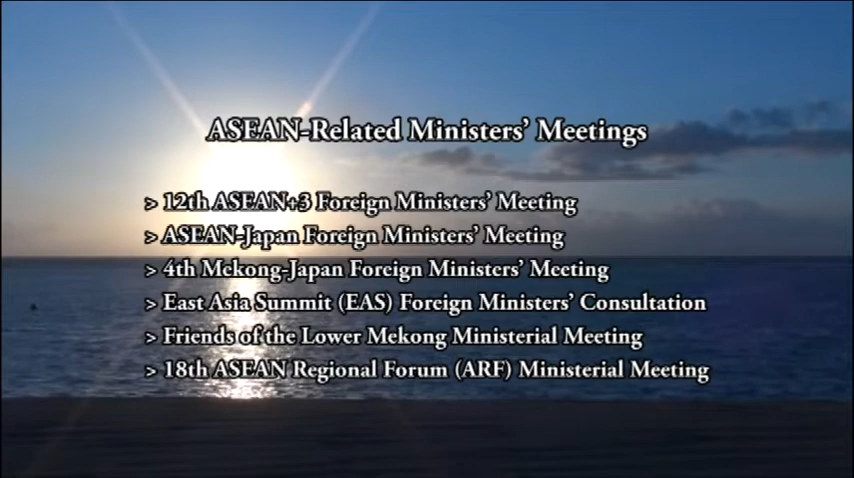 ASEAN-Related Ministers' Meetings
> 12th ASEAN+3 Foreign Ministers' Meeting
> ASEAN-Japan Foreign Ministers' Meeting
> 4th Mekong-Japan Foreign Ministers' Meeting
> East Asia Summit (EAS) Foreign Ministers' Consultation
> Friends of the Lower Mekong Ministerial Meeting
> 18th ASEAN Regional Forum (ARF) Ministerial Meeting